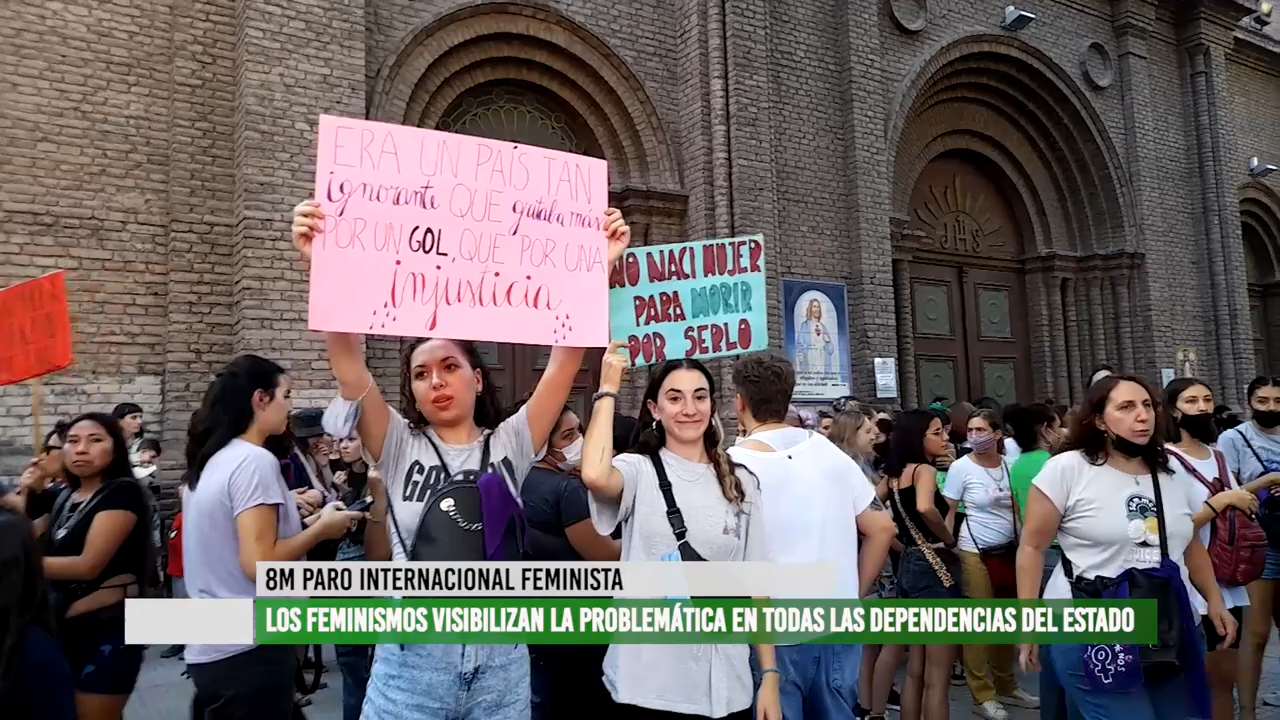 ERA UN PAÍS TAN
ignorante QUE gritaba más
POR UN GOL, QUE POR UNA
injusticia
NO NACI MUJER
PARA MORIR
POR SERLO
JHS
8M PARO INTERNACIONAL FEMINISTA
LOS FEMINISMOS VISIBILIZAN LA PROBLEMÁTICA EN TODAS LAS DEPENDENCIAS DEL ESTADO